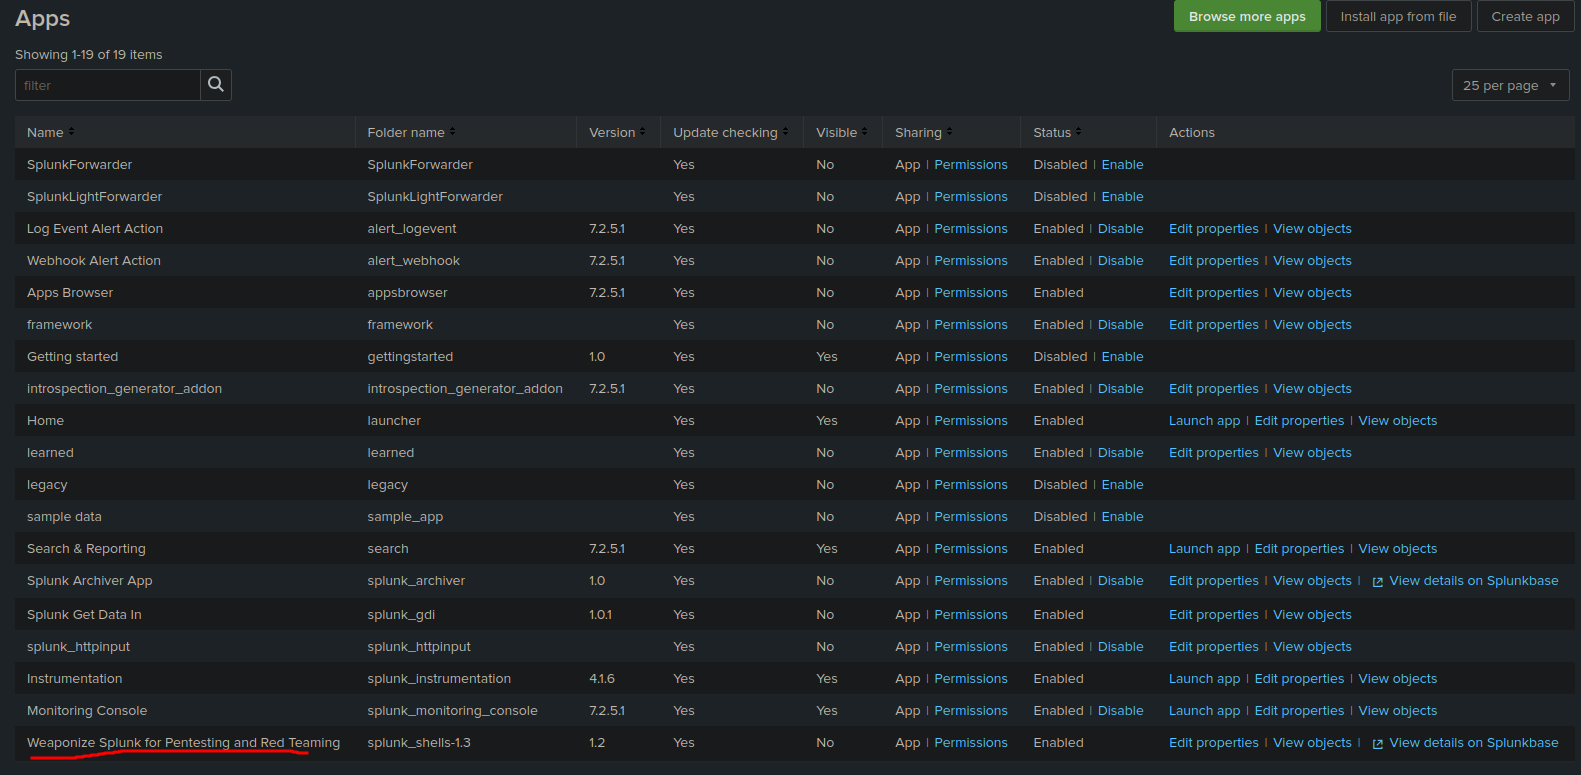 Apps
Browse more apps Install app from file Create app
Showing 1-19 of 19 items
filter
25 per page
Name Folder name Version Update checking Visible Sharing Status Actions
SplunkForwarder SplunkForwarder Yes No App | Permissions Disabled | Enable
SplunkLightForwarder SplunkLightForwarder Yes No App | Permissions Disabled | Enable
Log Event Alert Action alert_logevent 7.2.5.1 Yes No App | Permissions Enabled | Disable Edit properties | View objects
Webhook Alert Action alert_webhook 7.2.5.1 Yes No App | Permissions Enabled | Disable Edit properties | View objects
Apps Browser appsbrowser 7.2.5.1 Yes No App | Permissions Enabled Edit properties | View objects
framework framework Yes No App | Permissions Enabled | Disable Edit properties | View objects
Getting started gettingstarted 1.0 Yes Yes App | Permissions Disabled | Enable
introspection_generator_addon introspection_generator_addon 7.2.5.1 Yes No App | Permissions Enabled | Disable Edit properties | View objects
Home launcher Yes Yes App | Permissions Enabled Launch app | Edit properties | View objects
learned learned Yes No App | Permissions Enabled | Disable Edit properties | View objects
legacy legacy Yes No App | Permissions Disabled | Enable
sample data sample_app Yes No App | Permissions Disabled | Enable
Search & Reporting search 7.2.5.1 Yes Yes App | Permissions Enabled Launch app | Edit properties | View objects
Splunk Archiver App splunk_archiver 1.0 Yes No App | Permissions Enabled | Disable Edit properties | View objects | View details on Splunkbase
Splunk Get Data In splunk_gdi 1.0.1 Yes No App | Permissions Enabled Edit properties | View objects
splunk_httpinput splunk_httpinput Yes No App | Permissions Enabled | Disable Edit properties | View objects
Instrumentation splunk_instrumentation 4.1.6 Yes Yes App | Permissions Enabled Launch app | Edit properties | View objects
Monitoring Console splunk_monitoring_console 7.2.5.1 Yes Yes App | Permissions Enabled | Disable Launch app | Edit properties | View objects
Weaponize Splunk for Pentesting and Red Teaming splunk_shells-1.3 1.2 Yes No App | Permissions Enabled Edit properties | View objects | View details on Splunkbase